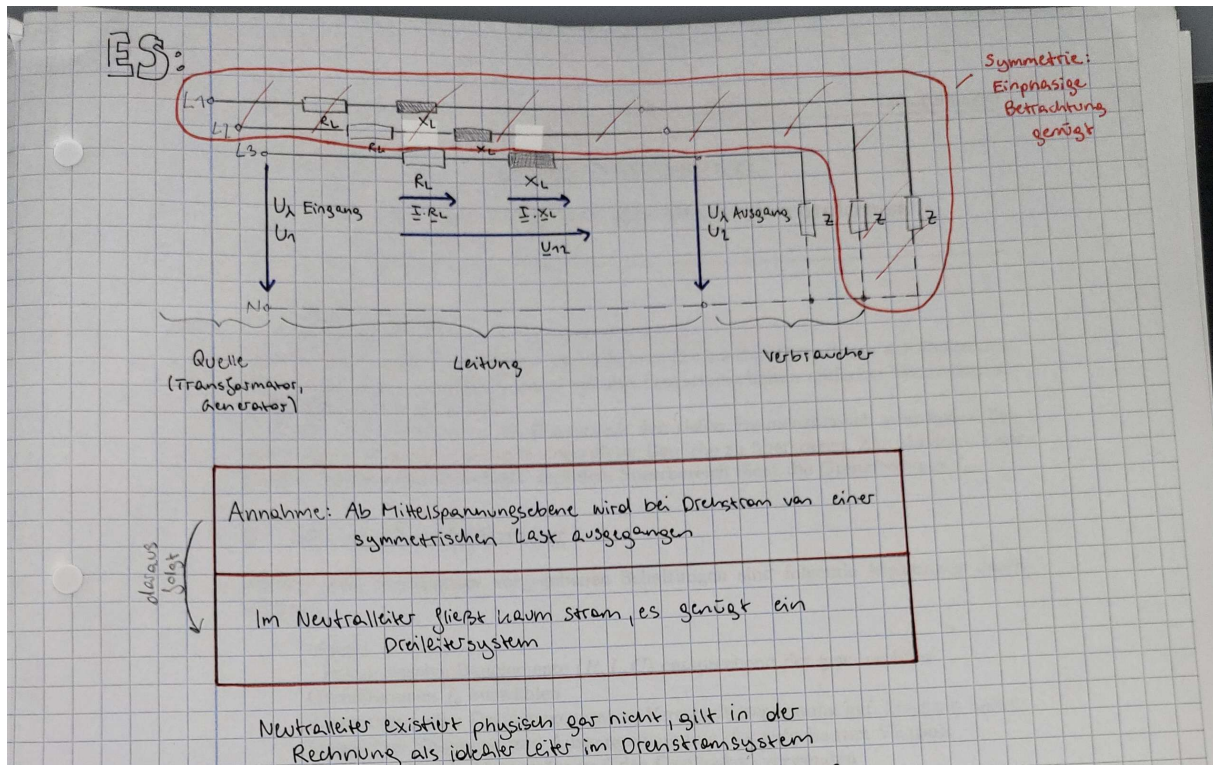 ES:
Symmetrie:
Einphasige
Betrachtung
genügt
L1
RL
XL
L2
RL
XL
L3
RL
XL
I·RL
I·XL
U12
Uλ Eingang
U1
Uλ Ausgang
U2
Z
Z
Z
N
Quelle
(Transformator,
Generator)
Leitung
Verbraucher
Annahme: Ab Mittelspannungsebene wird bei Drehstrom von einer
symmetrischen Last ausgegangen
daraus
folgt
Im Neutralleiter fließt kaum Strom, es genügt ein
Dreileitersystem
Neutralleiter existiert physisch gar nicht, gilt in der
Rechnung als idealer Leiter im Drehstromsystem